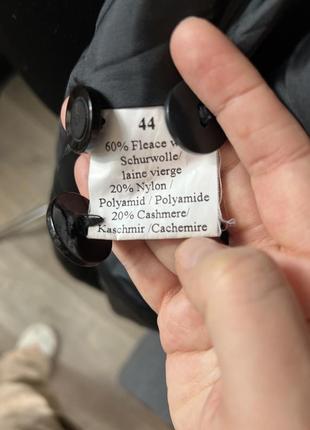 44
60% Fleace w
Schurwolle/
laine vierge
20% Nylon /
Polyamid / Polyamide
20% Cashmere/
Kaschmir /Cachemire